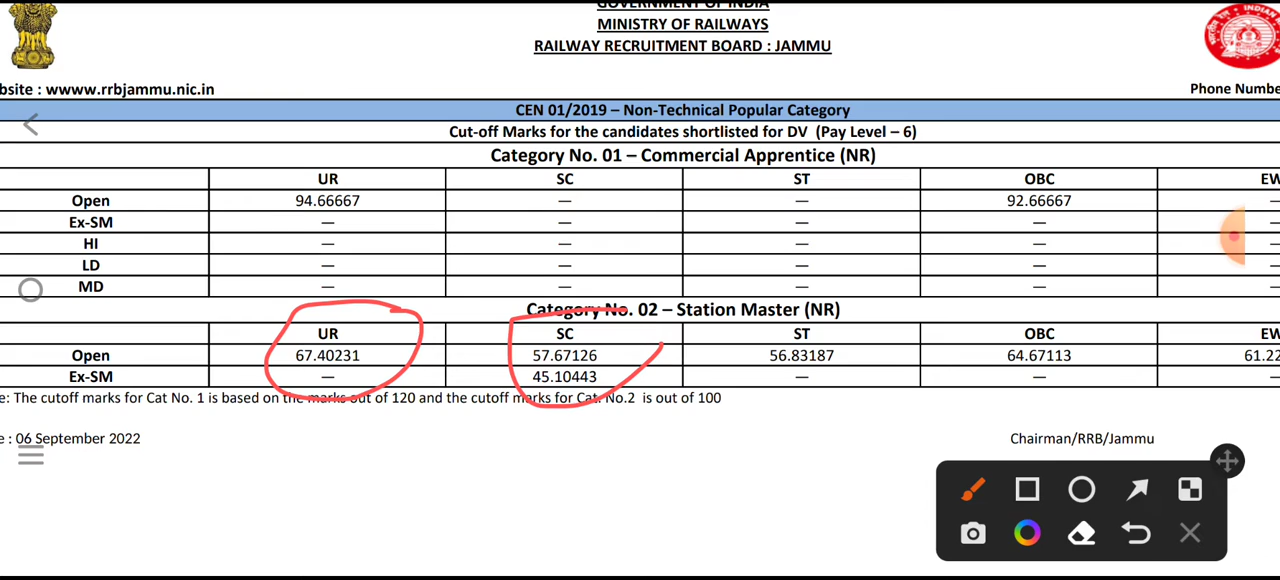 GOVERNMENT OF INDIA
MINISTRY OF RAILWAYS
RAILWAY RECRUITMENT BOARD : JAMMU
INDIAN
bsite : wwww.rrbjammu.nic.in
Phone Numbe
CEN 01/2019 – Non-Technical Popular Category
Cut-off Marks for the candidates shortlisted for DV (Pay Level – 6)
Category No. 01 – Commercial Apprentice (NR)
UR SC ST OBC EW
Open 94.66667 — — 92.66667 —
Ex-SM — — — — —
HI — — — — —
LD — — — — —
MD — — — — —
Category No. 02 – Station Master (NR)
UR SC ST OBC EW
Open 67.40231 57.67126 56.83187 64.67113 61.22
Ex-SM — 45.10443 — — —
e: The cutoff marks for Cat No. 1 is based on the marks out of 120 and the cutoff marks for Cat. No.2 is out of 100
e : 06 September 2022
Chairman/RRB/Jammu